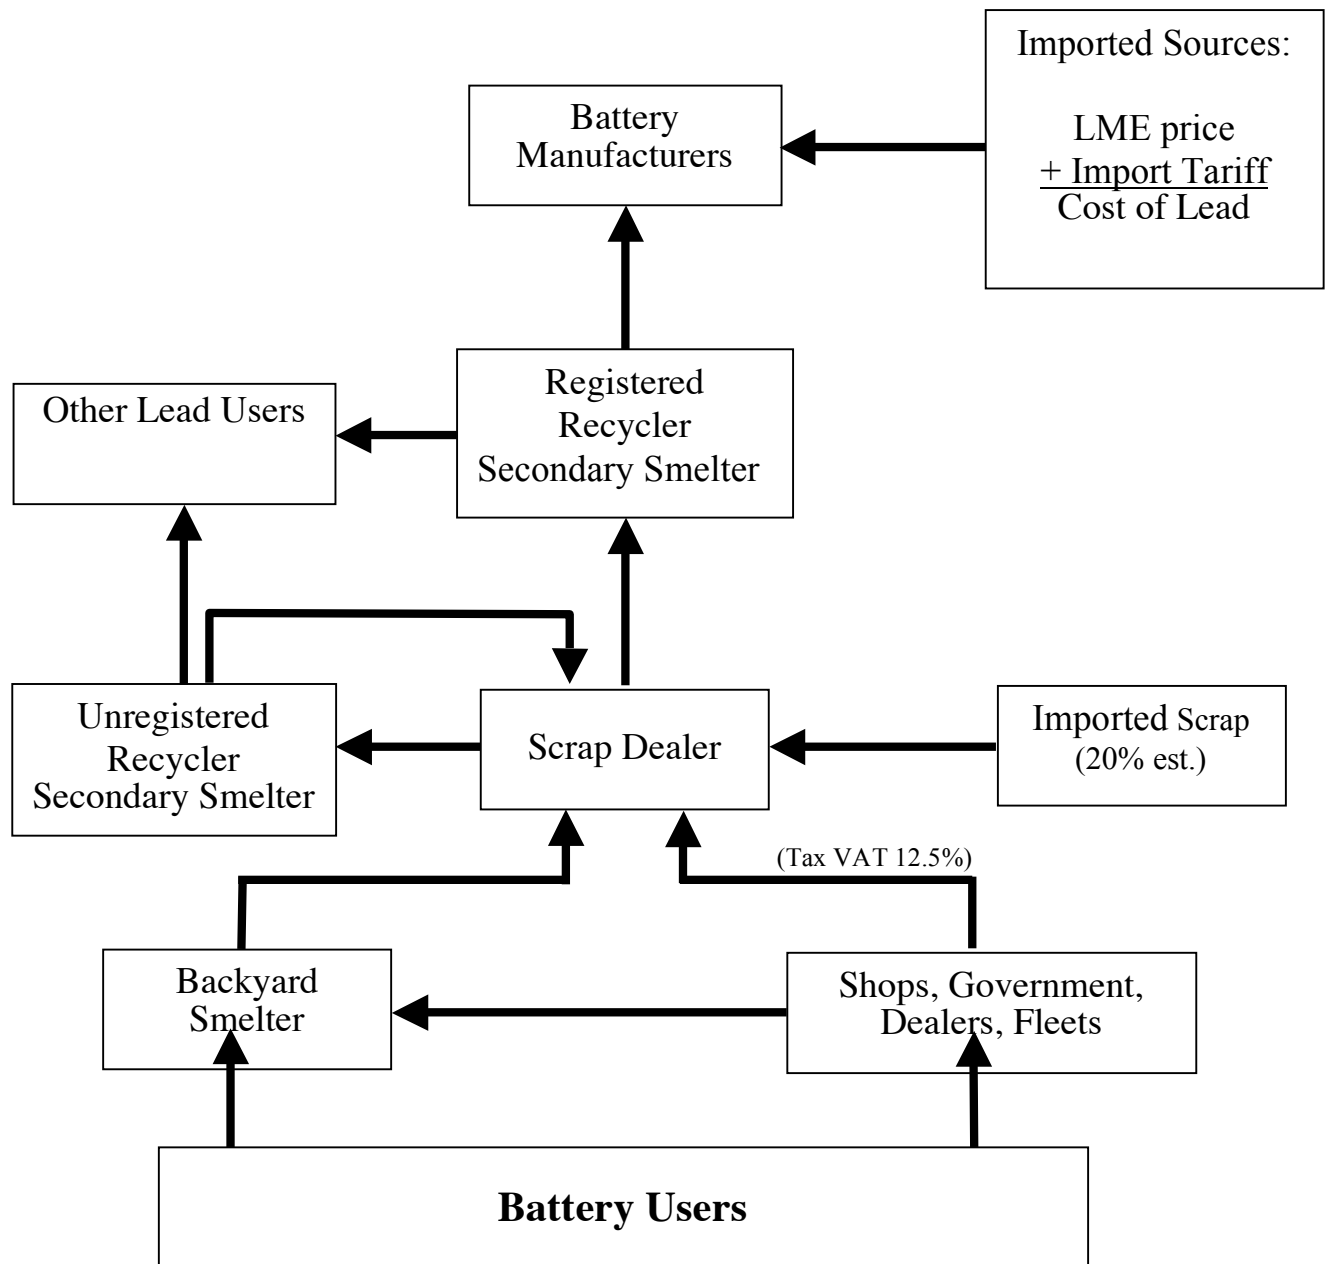 Imported Sources:
LME price
+ Import Tariff
Cost of Lead
Battery
Manufacturers
Registered
Recycler
Secondary Smelter
Other Lead Users
Unregistered
Recycler
Secondary Smelter
Scrap Dealer
Imported Scrap
(20% est.)
(Tax VAT 12.5%)
Backyard
Smelter
Shops, Government,
Dealers, Fleets
Battery Users